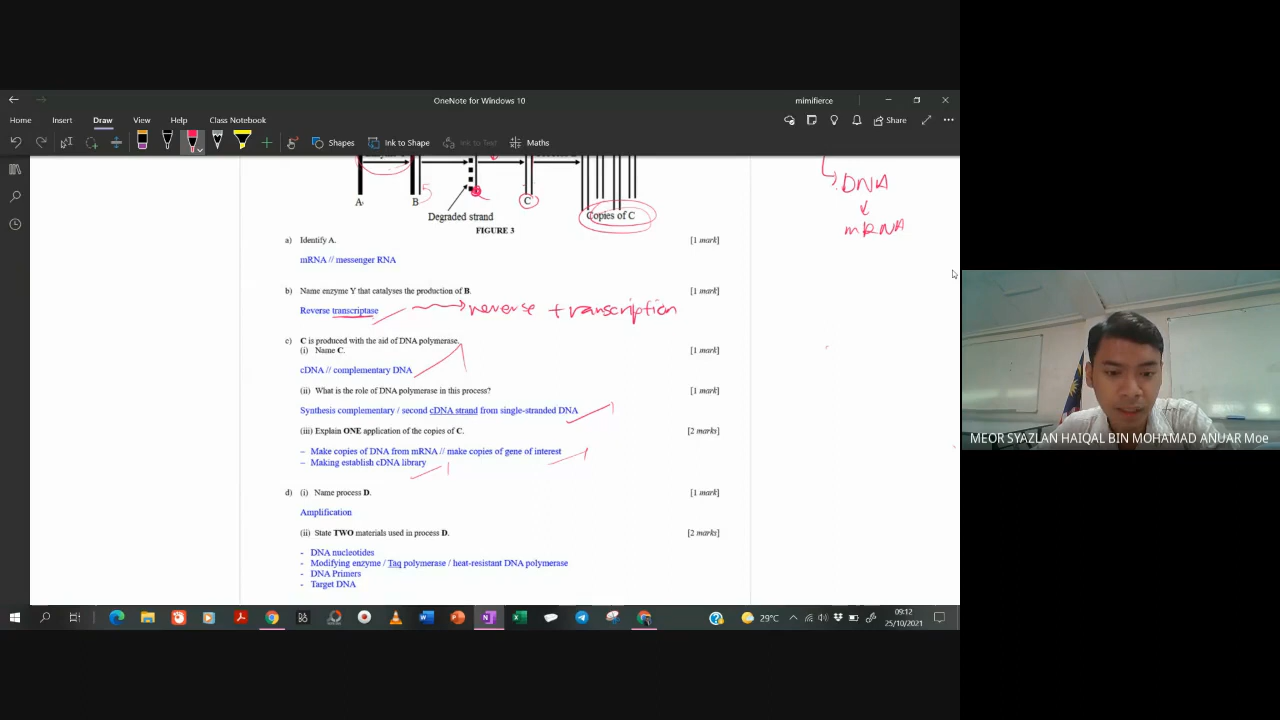 OneNote for Windows 10
mimifierce
Home Insert Draw View Help Class Notebook
Shapes Ink to Shape Ink to Text Maths
Share
A B C Copies of C
5
Degraded strand
FIGURE 3
DNA
mRNA
a) Identify A. [1 mark]
mRNA // messenger RNA
b) Name enzyme Y that catalyses the production of B. [1 mark]
Reverse transcriptase
reverse + transcription
c) C is produced with the aid of DNA polymerase.
(i) Name C. [1 mark]
cDNA // complementary DNA
(ii) What is the role of DNA polymerase in this process? [1 mark]
Synthesis complementary / second cDNA strand from single-stranded DNA
(iii) Explain ONE application of the copies of C. [2 marks]
– Make copies of DNA from mRNA // make copies of gene of interest
– Making establish cDNA library
d) (i) Name process D. [1 mark]
Amplification
(ii) State TWO materials used in process D. [2 marks]
- DNA nucleotides
- Modifying enzyme / Taq polymerase / heat-resistant DNA polymerase
- DNA Primers
- Target DNA
29°C
09:12
25/10/2021
MEOR SYAZLAN HAIQAL BIN MOHAMAD ANUAR Moe